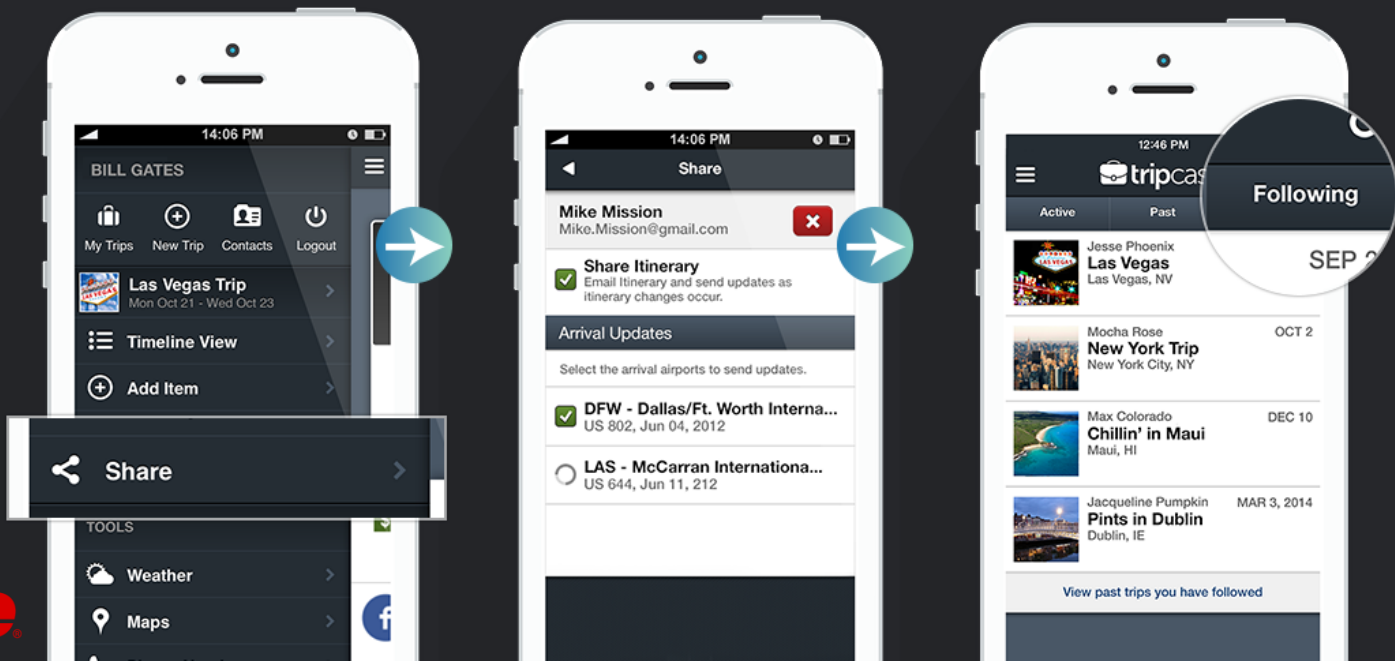 14:06 PM
BILL GATES
My Trips
New Trip
Contacts
Logout
Las Vegas Trip
Mon Oct 21 - Wed Oct 23
Timeline View
Add Item
Share
TOOLS
Weather
Maps
14:06 PM
Share
Mike Mission
Mike.Mission@gmail.com
Share Itinerary
Email Itinerary and send updates as
itinerary changes occur.
Arrival Updates
Select the arrival airports to send updates.
DFW - Dallas/Ft. Worth Interna...
US 802, Jun 04, 2012
LAS - McCarran Internationa...
US 644, Jun 11, 212
12:46 PM
tripcas
Active
Past
Following
Jesse Phoenix
SEP
Las Vegas
Las Vegas, NV
Mocha Rose
OCT 2
New York Trip
New York City, NY
Max Colorado
DEC 10
Chillin' in Maui
Maui, HI
Jacqueline Pumpkin
MAR 3, 2014
Pints in Dublin
Dublin, IE
View past trips you have followed